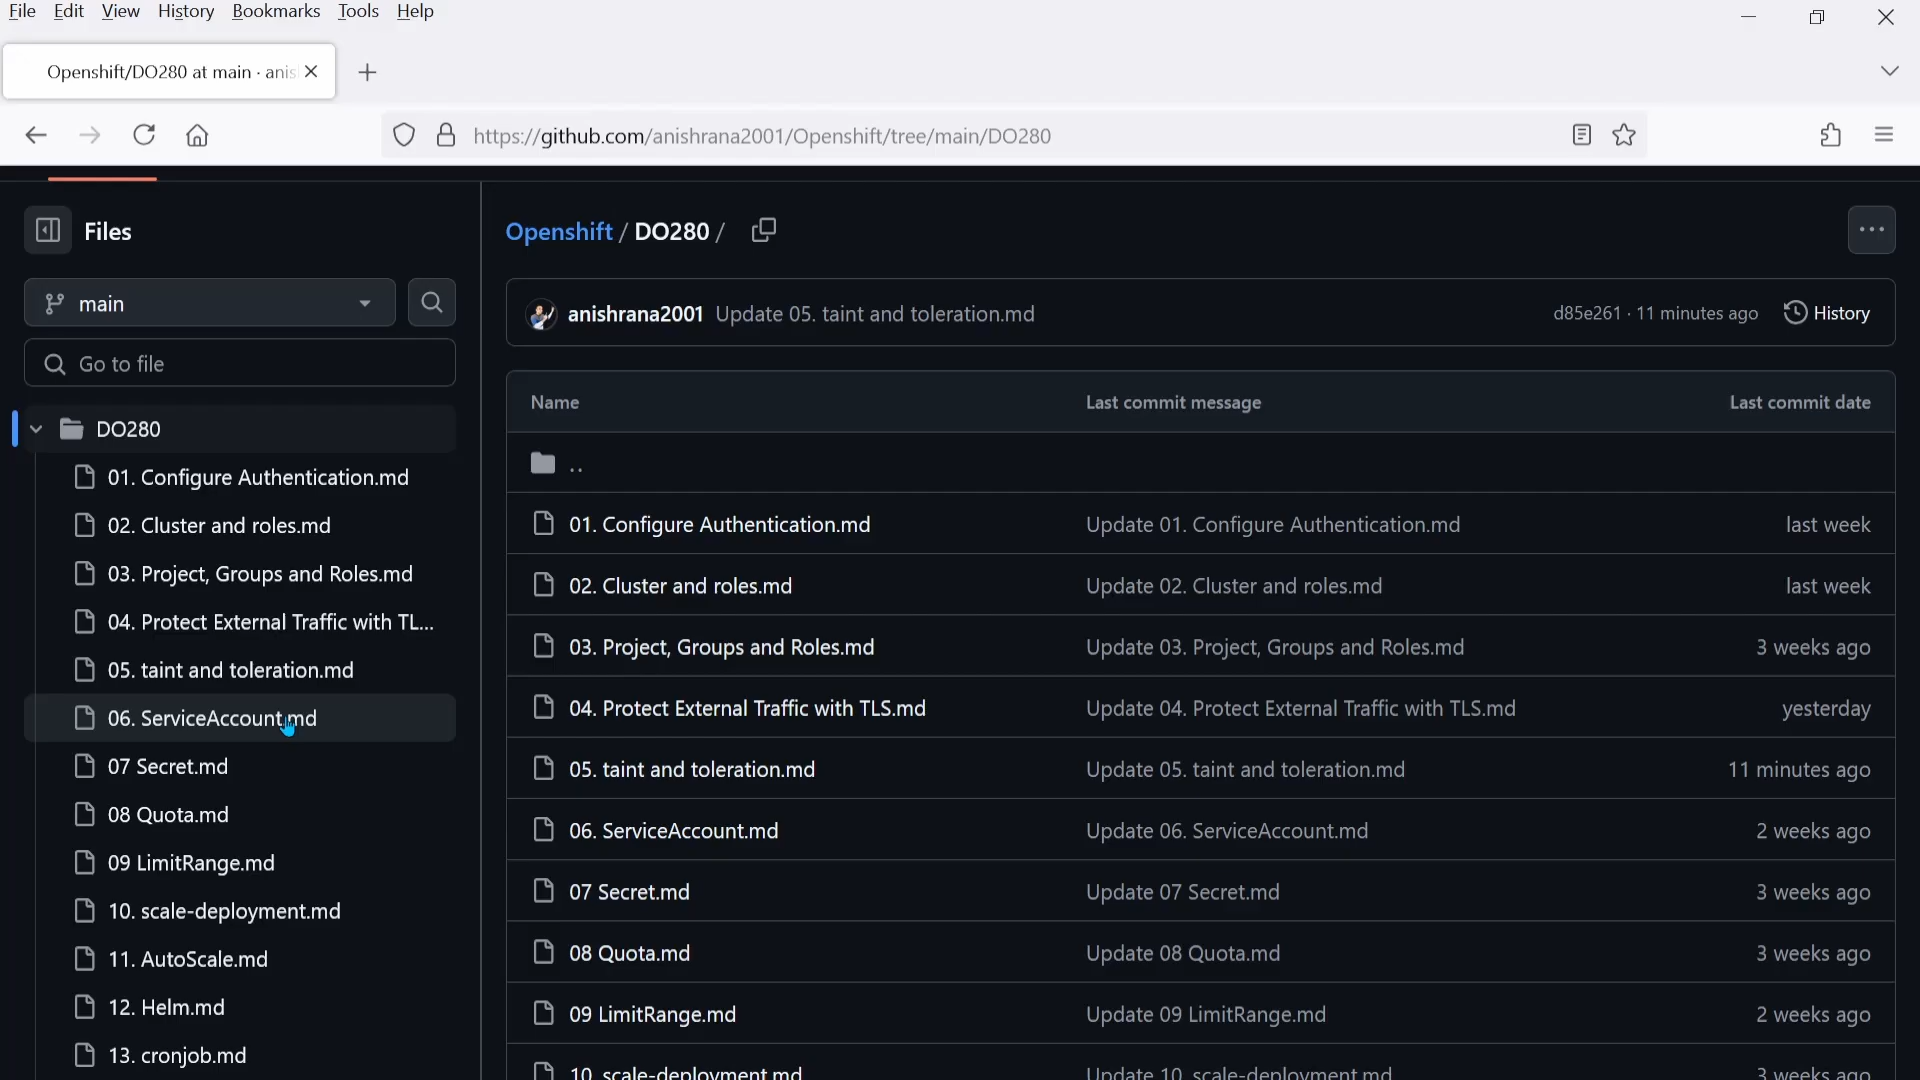 File Edit View History Bookmarks Tools Help
Openshift/DO280 at main · anis
https://github.com/anishrana2001/Openshift/tree/main/DO280
Files
main
Go to file
DO280
01. Configure Authentication.md
02. Cluster and roles.md
03. Project, Groups and Roles.md
04. Protect External Traffic with TL...
05. taint and toleration.md
06. ServiceAccount.md
07 Secret.md
08 Quota.md
09 LimitRange.md
10. scale-deployment.md
11. AutoScale.md
12. Helm.md
13. cronjob.md
Openshift / DO280 /
anishrana2001 Update 05. taint and toleration.md d85e261 · 11 minutes ago History
Name Last commit message Last commit date
..
01. Configure Authentication.md Update 01. Configure Authentication.md last week
02. Cluster and roles.md Update 02. Cluster and roles.md last week
03. Project, Groups and Roles.md Update 03. Project, Groups and Roles.md 3 weeks ago
04. Protect External Traffic with TLS.md Update 04. Protect External Traffic with TLS.md yesterday
05. taint and toleration.md Update 05. taint and toleration.md 11 minutes ago
06. ServiceAccount.md Update 06. ServiceAccount.md 2 weeks ago
07 Secret.md Update 07 Secret.md 3 weeks ago
08 Quota.md Update 08 Quota.md 3 weeks ago
09 LimitRange.md Update 09 LimitRange.md 2 weeks ago
10. scale-deployment.md Update 10. scale-deployment.md 3 weeks ago